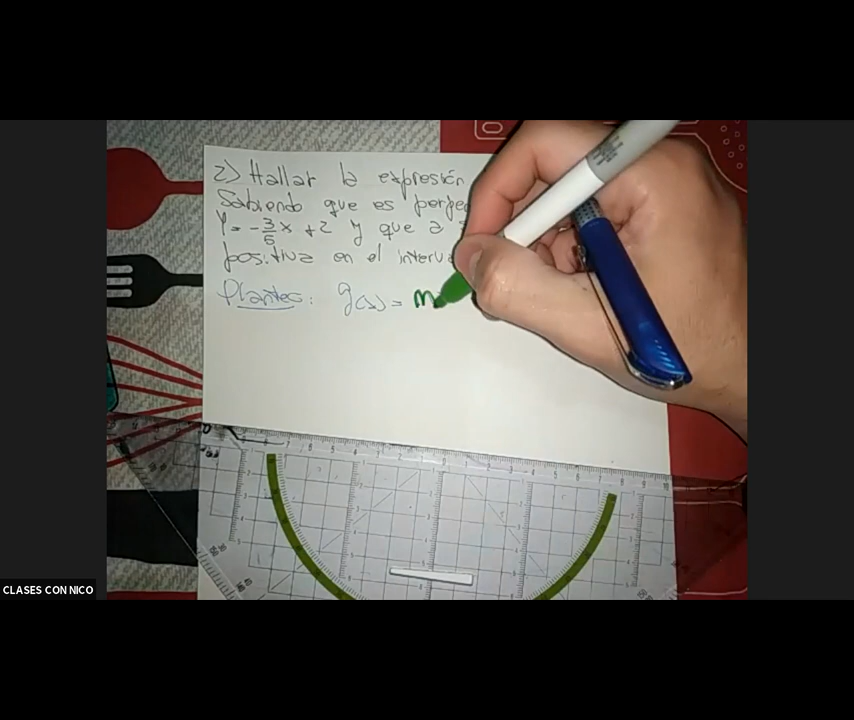 2) Hallar la expresión
Sabiendo que es perpe
Y = -3/5 x + 2 y que a
positiva en el interva
Planteo: g(x) = m
CLASES CON NICO